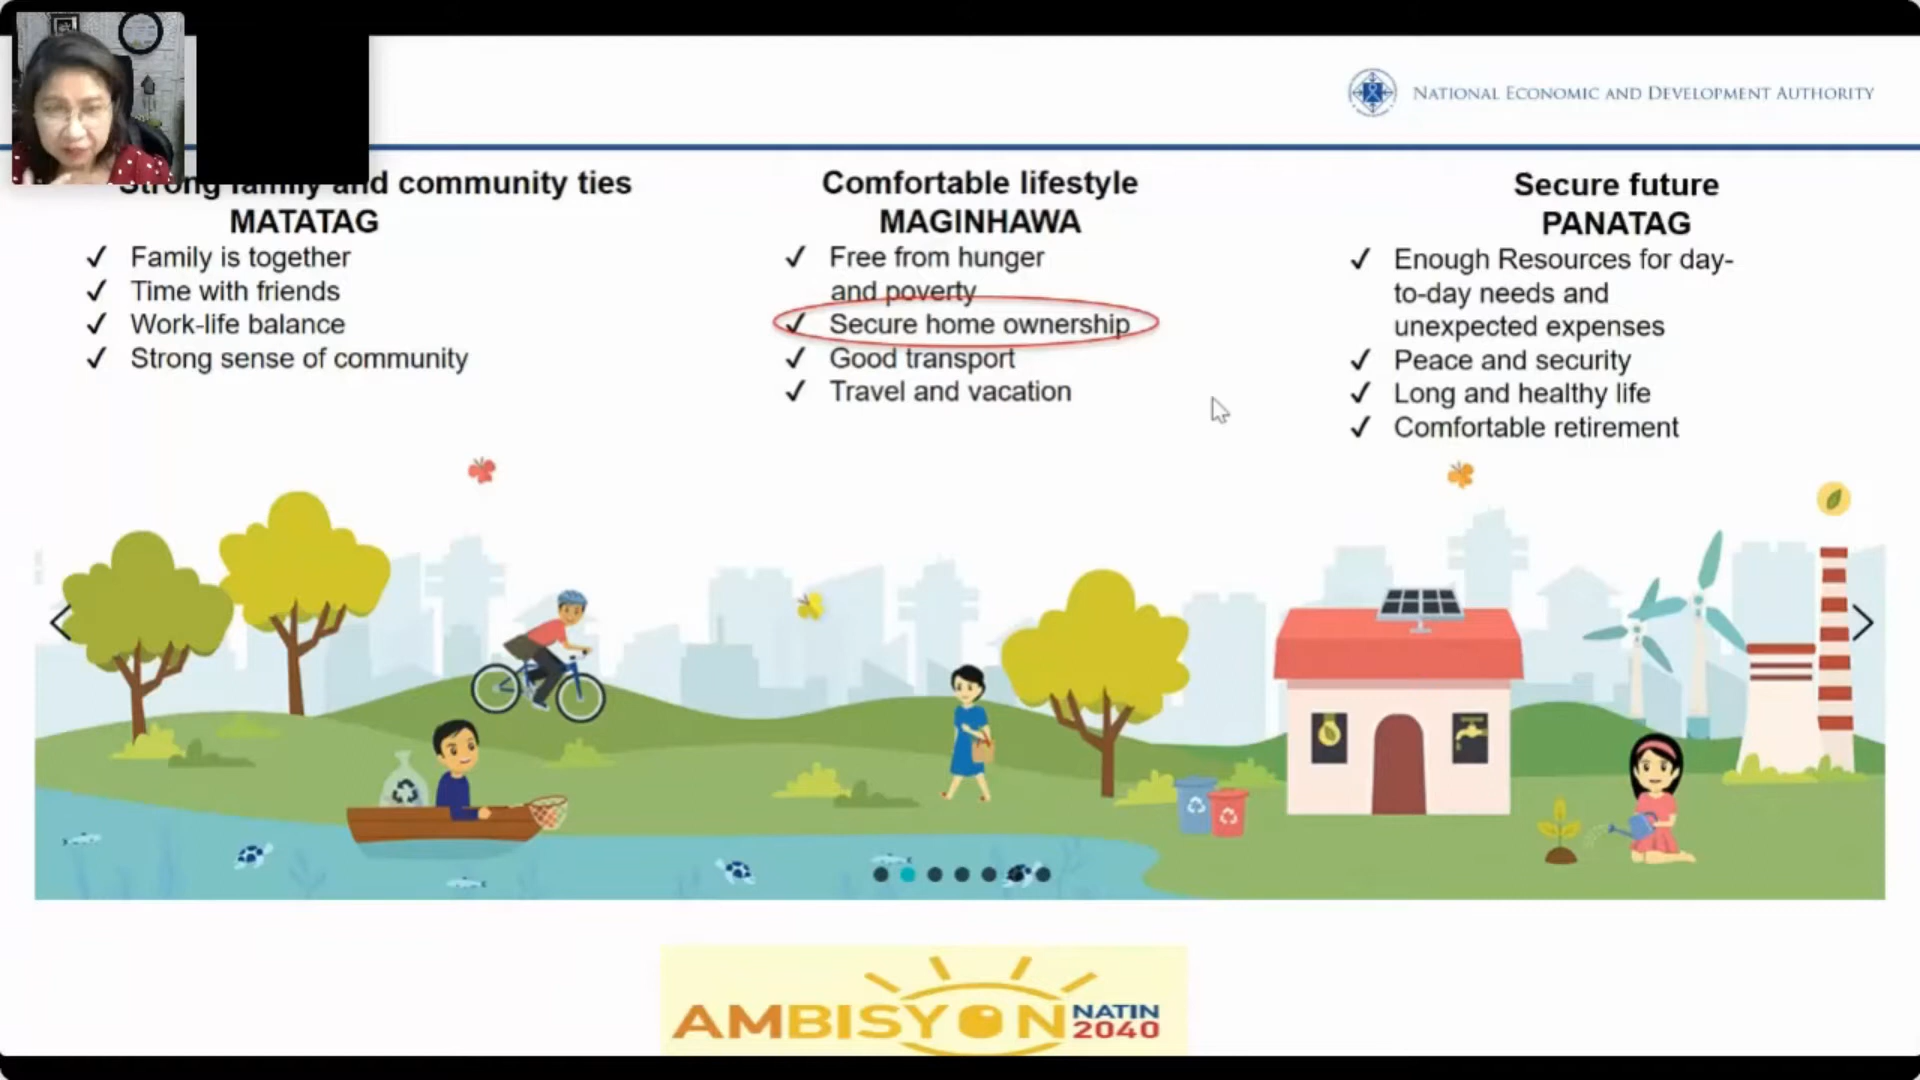 NATIONAL ECONOMIC AND DEVELOPMENT AUTHORITY
Strong family and community ties
MATATAG
✓ Family is together
✓ Time with friends
✓ Work-life balance
✓ Strong sense of community
Comfortable lifestyle
MAGINHAWA
✓ Free from hunger
and poverty
✓ Secure home ownership
✓ Good transport
✓ Travel and vacation
Secure future
PANATAG
✓ Enough Resources for day-
to-day needs and
unexpected expenses
✓ Peace and security
✓ Long and healthy life
✓ Comfortable retirement
AMBISYON NATIN
2040